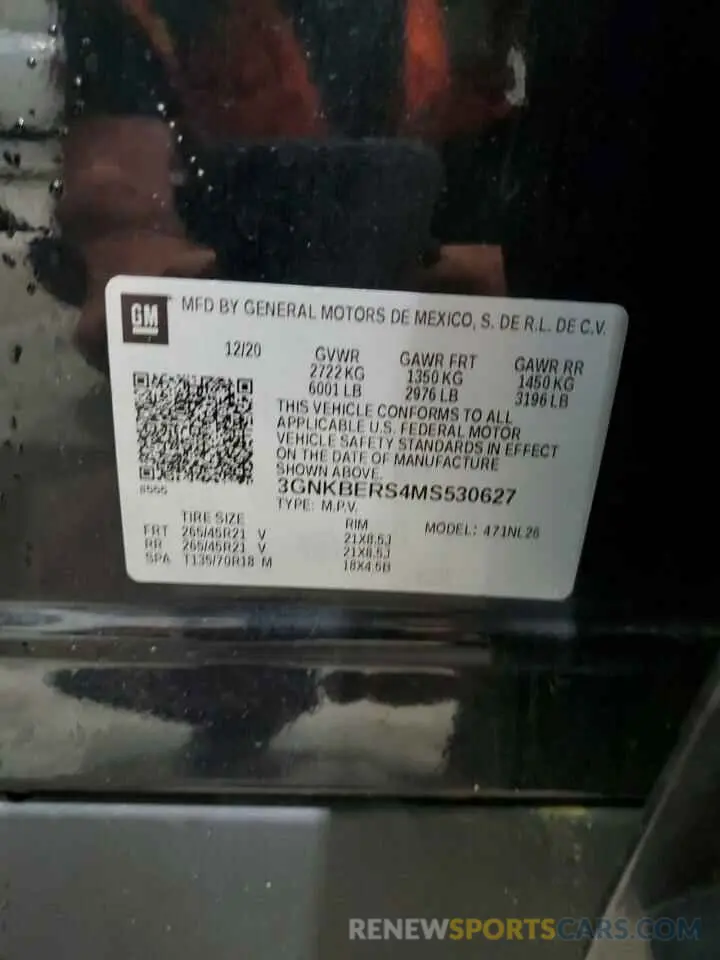 GM
MFD BY GENERAL MOTORS DE MEXICO, S. DE R.L. DE C.V.
12/20 GVWR GAWR FRT GAWR RR
2722 KG 1350 KG 1450 KG
6001 LB 2976 LB 3196 LB
THIS VEHICLE CONFORMS TO ALL
APPLICABLE U.S. FEDERAL MOTOR
VEHICLE SAFETY STANDARDS IN EFFECT
ON THE DATE OF MANUFACTURE
SHOWN ABOVE.
3GNKBERS4MS530627
TYPE: M.P.V.
TIRE SIZE RIM MODEL: 471NL26
FRT 265/45R21 V 21X8.5J
RR 265/45R21 V 21X8.5J
SPA T135/70R18 M 18X4.5B
RENEWSPORTSCARS.COM